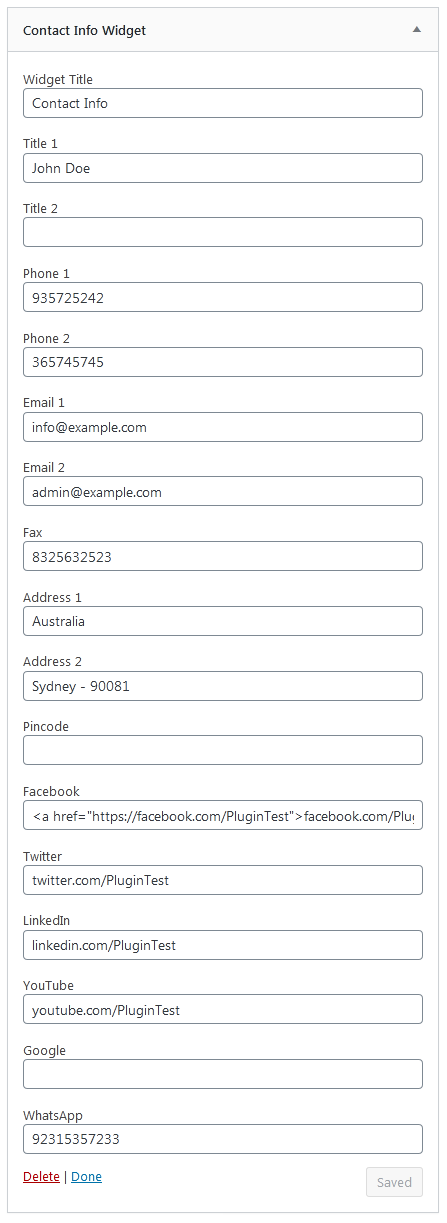 Contact Info Widget
Widget Title
Contact Info
Title 1
John Doe
Title 2
Phone 1
935725242
Phone 2
365745745
Email 1
info@example.com
Email 2
admin@example.com
Fax
8325632523
Address 1
Australia
Address 2
Sydney - 90081
Pincode
Facebook
<a href="https://facebook.com/PluginTest">facebook.com/Plug
Twitter
twitter.com/PluginTest
LinkedIn
linkedin.com/PluginTest
YouTube
youtube.com/PluginTest
Google
WhatsApp
92315357233
Delete | Done Saved